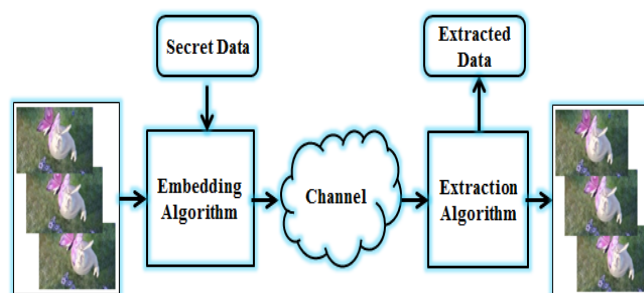 Secret Data
Extracted
Data
Embedding
Algorithm
Channel
Extraction
Algorithm